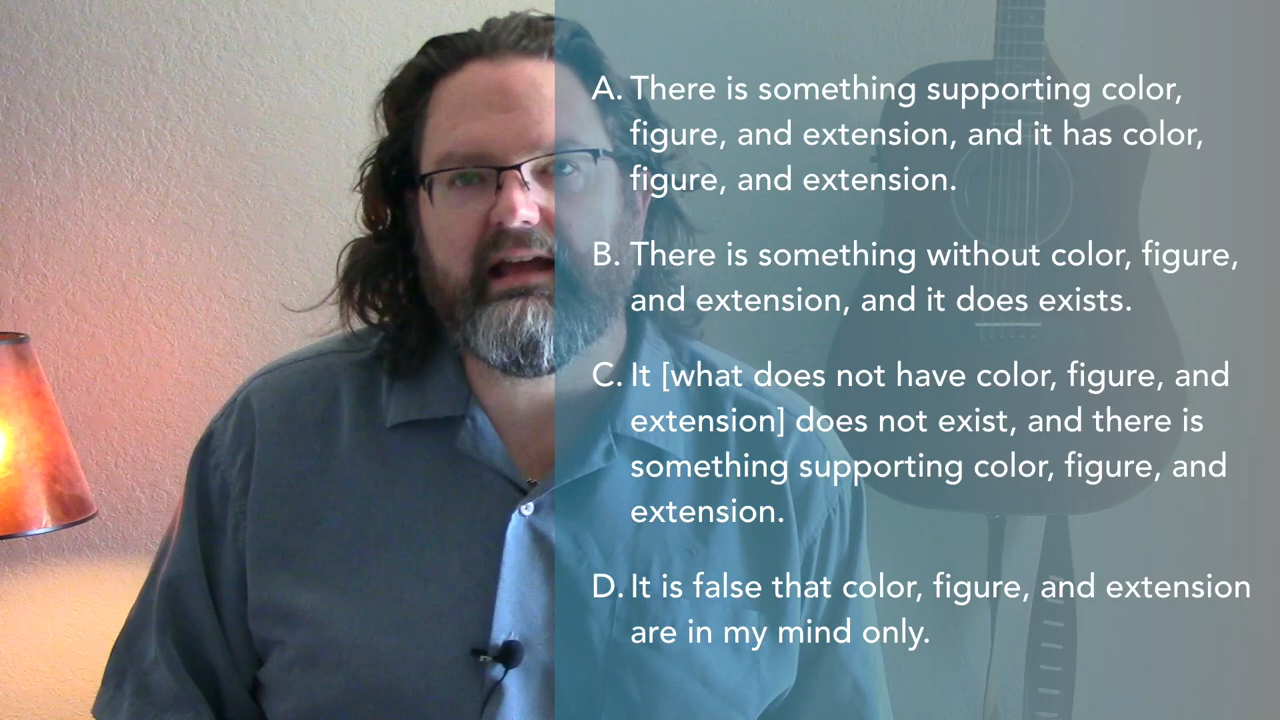 A. There is something supporting color,
figure, and extension, and it has color,
figure, and extension.
B. There is something without color, figure,
and extension, and it does exists.
C. It [what does not have color, figure, and
extension] does not exist, and there is
something supporting color, figure, and
extension.
D. It is false that color, figure, and extension
are in my mind only.